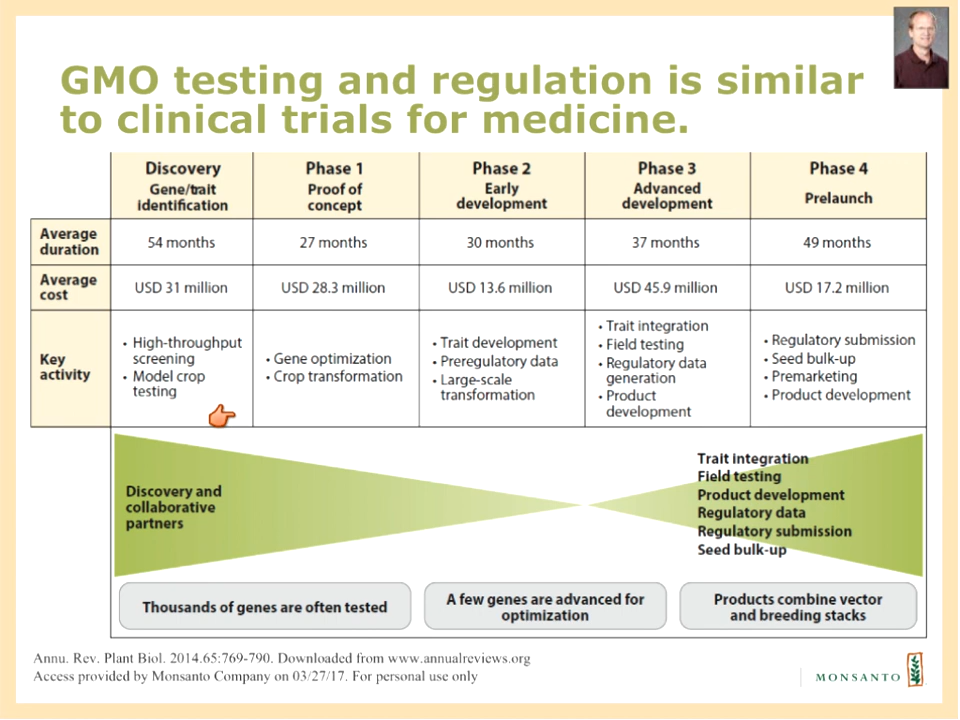 GMO testing and regulation is similar
to clinical trials for medicine.
Discovery
Gene/trait
identification
Phase 1
Proof of
concept
Phase 2
Early
development
Phase 3
Advanced
development
Phase 4
Prelaunch
Average
duration
54 months
27 months
30 months
37 months
49 months
Average
cost
USD 31 million
USD 28.3 million
USD 13.6 million
USD 45.9 million
USD 17.2 million
Key
activity
• High-throughput
screening
• Model crop
testing
• Gene optimization
• Crop transformation
• Trait development
• Preregulatory data
• Large-scale
transformation
• Trait integration
• Field testing
• Regulatory data
generation
• Product
development
• Regulatory submission
• Seed bulk-up
• Premarketing
• Product development
Discovery and
collaborative
partners
Trait integration
Field testing
Product development
Regulatory data
Regulatory submission
Seed bulk-up
Thousands of genes are often tested
A few genes are advanced for
optimization
Products combine vector
and breeding stacks
Annu. Rev. Plant Biol. 2014.65:769-790. Downloaded from www.annualreviews.org
Access provided by Monsanto Company on 03/27/17. For personal use only
MONSANTO